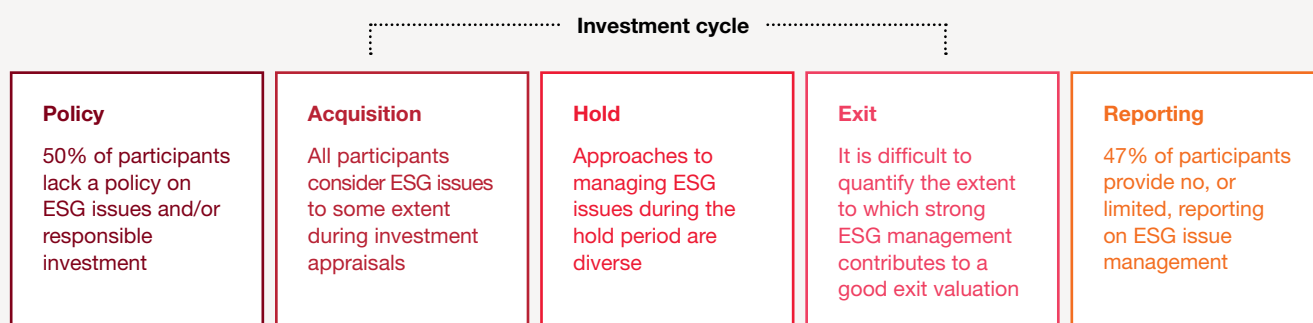 Investment cycle
Policy
50% of participants
lack a policy on
ESG issues and/or
responsible
investment
Acquisition
All participants
consider ESG issues
to some extent
during investment
appraisals
Hold
Approaches to
managing ESG
issues during the
hold period are
diverse
Exit
It is difficult to
quantify the extent
to which strong
ESG management
contributes to a
good exit valuation
Reporting
47% of participants
provide no, or
limited, reporting
on ESG issue
management